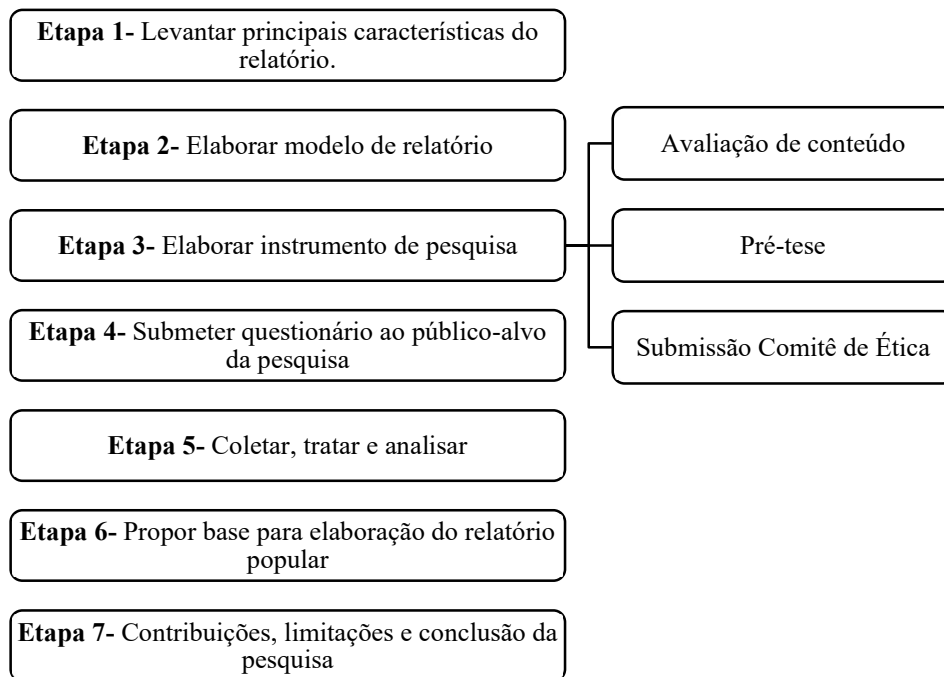 Etapa 1- Levantar principais características do
relatório.
Etapa 2- Elaborar modelo de relatório
Etapa 3- Elaborar instrumento de pesquisa
Avaliação de conteúdo
Pré-tese
Submissão Comitê de Ética
Etapa 4- Submeter questionário ao público-alvo
da pesquisa
Etapa 5- Coletar, tratar e analisar
Etapa 6- Propor base para elaboração do relatório
popular
Etapa 7- Contribuições, limitações e conclusão da
pesquisa